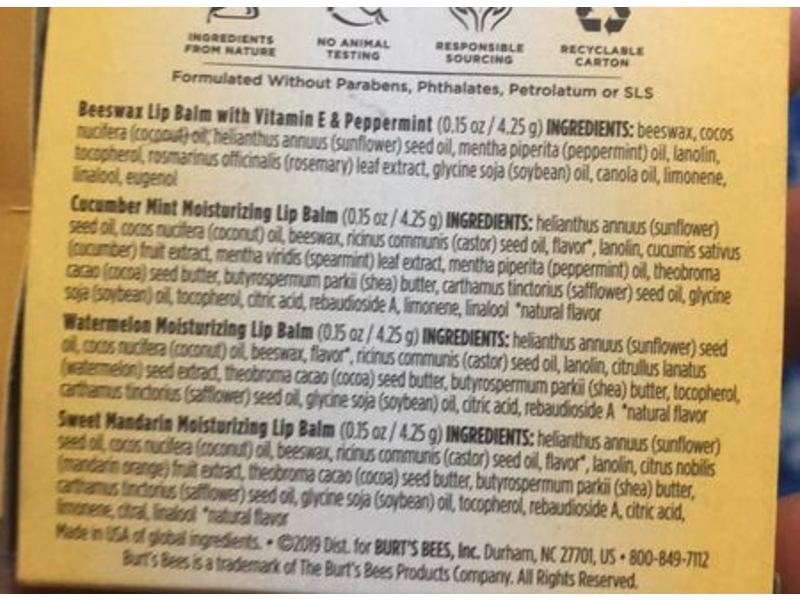 INGREDIENTS
FROM NATURE
NO ANIMAL
TESTING
RESPONSIBLE
SOURCING
RECYCLABLE
CARTON
Formulated Without Parabens, Phthalates, Petrolatum or SLS
Beeswax Lip Balm with Vitamin E & Peppermint (0.15 oz / 4.25 g) INGREDIENTS: beeswax, cocos
nucifera (coconut) oil, helianthus annuus (sunflower) seed oil, mentha piperita (peppermint) oil, lanolin,
tocopherol, rosmarinus officinalis (rosemary) leaf extract, glycine soja (soybean) oil, canola oil, limonene,
linalool, eugenol
Cucumber Mint Moisturizing Lip Balm (0.15 oz / 4.25 g) INGREDIENTS: helianthus annuus (sunflower)
seed oil, cocos nucifera (coconut) oil, beeswax, ricinus communis (castor) seed oil, flavor*, lanolin, cucumis sativus
(cucumber) fruit extract, mentha viridis (spearmint) leaf extract, mentha piperita (peppermint) oil, theobroma
cacao (cocoa) seed butter, butyrospermum parkii (shea) butter, carthamus tinctorius (safflower) seed oil, glycine
soja (soybean) oil, tocopherol, citric acid, rebaudioside A, limonene, linalool *natural flavor
Watermelon Moisturizing Lip Balm (0.15 oz / 4.25 g) INGREDIENTS: helianthus annuus (sunflower) seed
oil, cocos nucifera (coconut) oil, beeswax, flavor*, ricinus communis (castor) seed oil, lanolin, citrullus lanatus
(watermelon) seed extract, theobroma cacao (cocoa) seed butter, butyrospermum parkii (shea) butter, tocopherol,
carthamus tinctorius (safflower) seed oil, glycine soja (soybean) oil, citric acid, rebaudioside A *natural flavor
Sweet Mandarin Moisturizing Lip Balm (0.15 oz / 4.25 g) INGREDIENTS: helianthus annuus (sunflower)
seed oil, cocos nucifera (coconut) oil, beeswax, ricinus communis (castor) seed oil, flavor*, lanolin, citrus nobilis
(mandarin orange) fruit extract, theobroma cacao (cocoa) seed butter, butyrospermum parkii (shea) butter,
carthamus tinctorius (safflower) seed oil, glycine soja (soybean) oil, tocopherol, rebaudioside A, citric acid,
limonene, citral, linalool *natural flavor
Made in USA of global ingredients. • ©2019 Dist. for BURT'S BEES, Inc. Durham, NC 27701, US • 800-849-7112
Burt's Bees is a trademark of The Burt's Bees Products Company. All Rights Reserved.